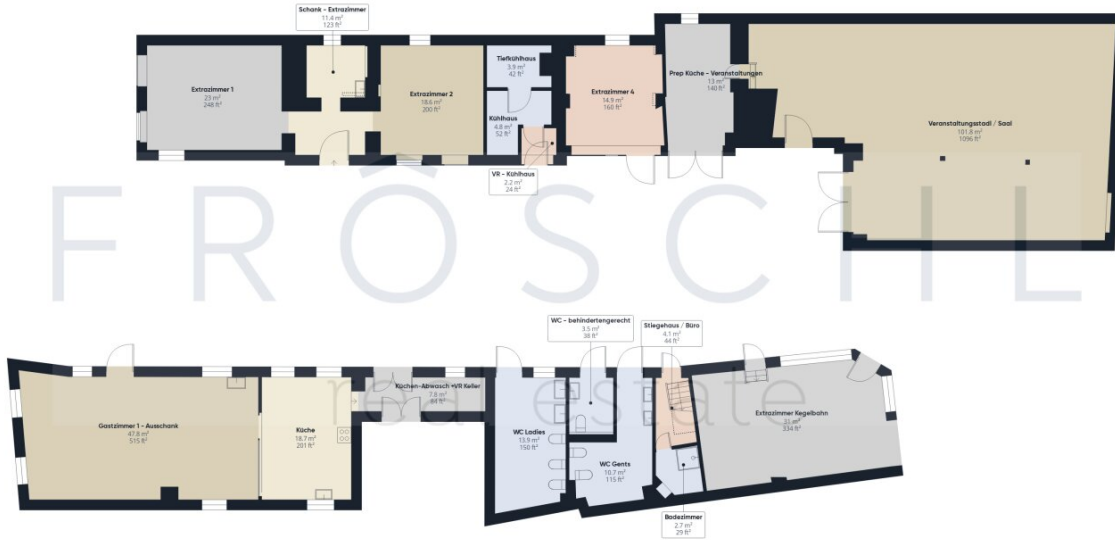 Schank - Extrazimmer
11.4 m²
123 ft²
Extrazimmer 1
23 m²
248 ft²
Extrazimmer 2
18.6 m²
200 ft²
Tiefkühlhaus
3.9 m²
42 ft²
Kühlhaus
4.8 m²
52 ft²
VR - Kühlhaus
2.2 m²
24 ft²
Extrazimmer 4
14.9 m²
160 ft²
Prep Küche - Veranstaltungen
13 m²
140 ft²
Veranstaltungsstadl / Saal
101.8 m²
1096 ft²
FRÖSCHL
real estate
WC - behindertengerecht
3.5 m²
38 ft²
Stiegehaus / Büro
4.1 m²
44 ft²
Gastzimmer 1 - Ausschank
47.8 m²
515 ft²
Küche
18.7 m²
201 ft²
Küchen-Abwasch +VR Keller
7.8 m²
84 ft²
WC Ladies
13.9 m²
150 ft²
WC Gents
10.7 m²
115 ft²
Badezimmer
2.7 m²
29 ft²
Extrazimmer Kegelbahn
31 m²
334 ft²